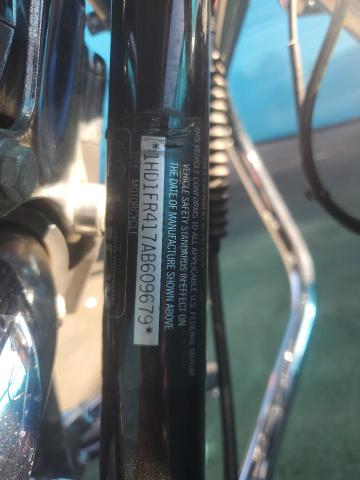 THIS VEHICLE CONFORMS TO ALL APPLICABLE U.S. FEDERAL MOTOR
VEHICLE SAFETY STANDARDS IN EFFECT ON
THE DATE OF MANUFACTURE SHOWN ABOVE
*1HD1FR417AB609679*
MOTORCYCLE